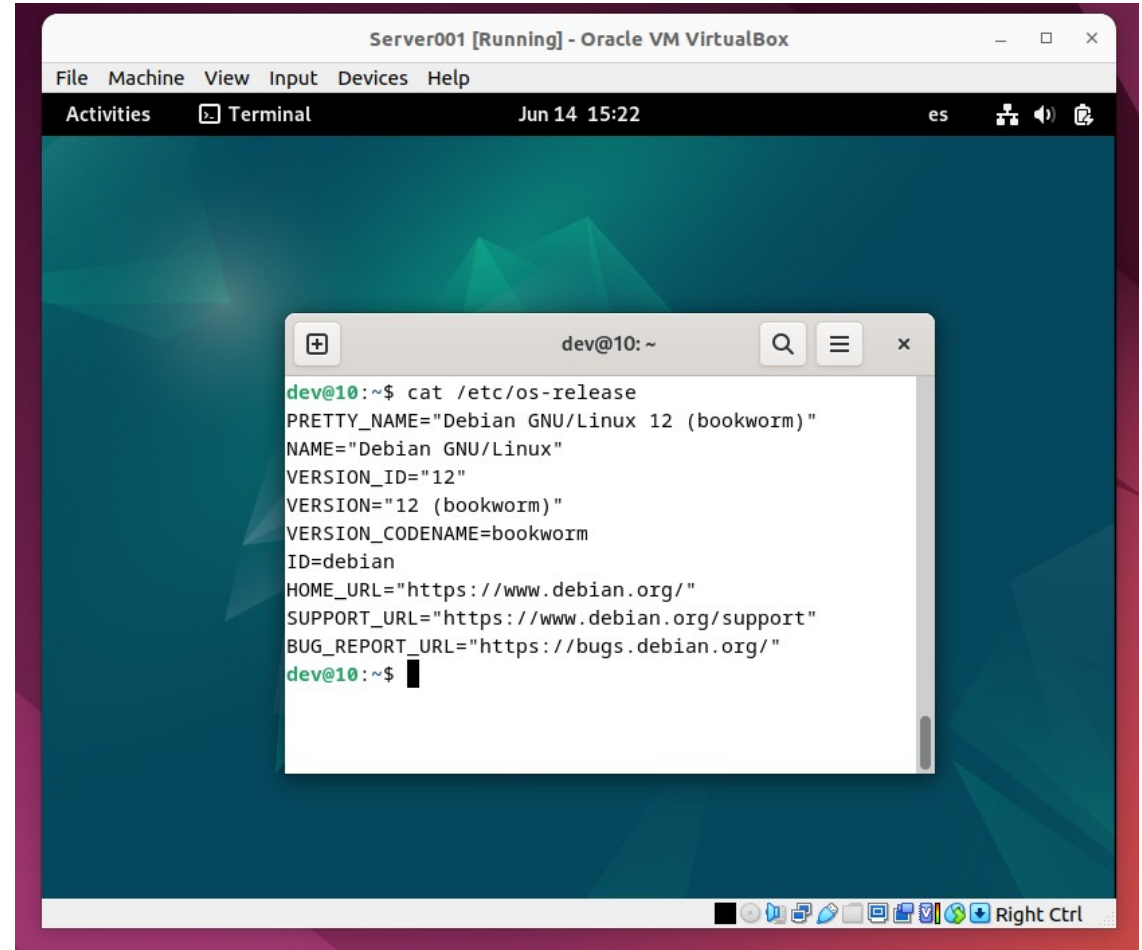 Server001 [Running] - Oracle VM VirtualBox
File Machine View Input Devices Help
Activities Terminal Jun 14 15:22 es
dev@10: ~
dev@10:~$ cat /etc/os-release
PRETTY_NAME="Debian GNU/Linux 12 (bookworm)"
NAME="Debian GNU/Linux"
VERSION_ID="12"
VERSION="12 (bookworm)"
VERSION_CODENAME=bookworm
ID=debian
HOME_URL="https://www.debian.org/"
SUPPORT_URL="https://www.debian.org/support"
BUG_REPORT_URL="https://bugs.debian.org/"
dev@10:~$
Right Ctrl